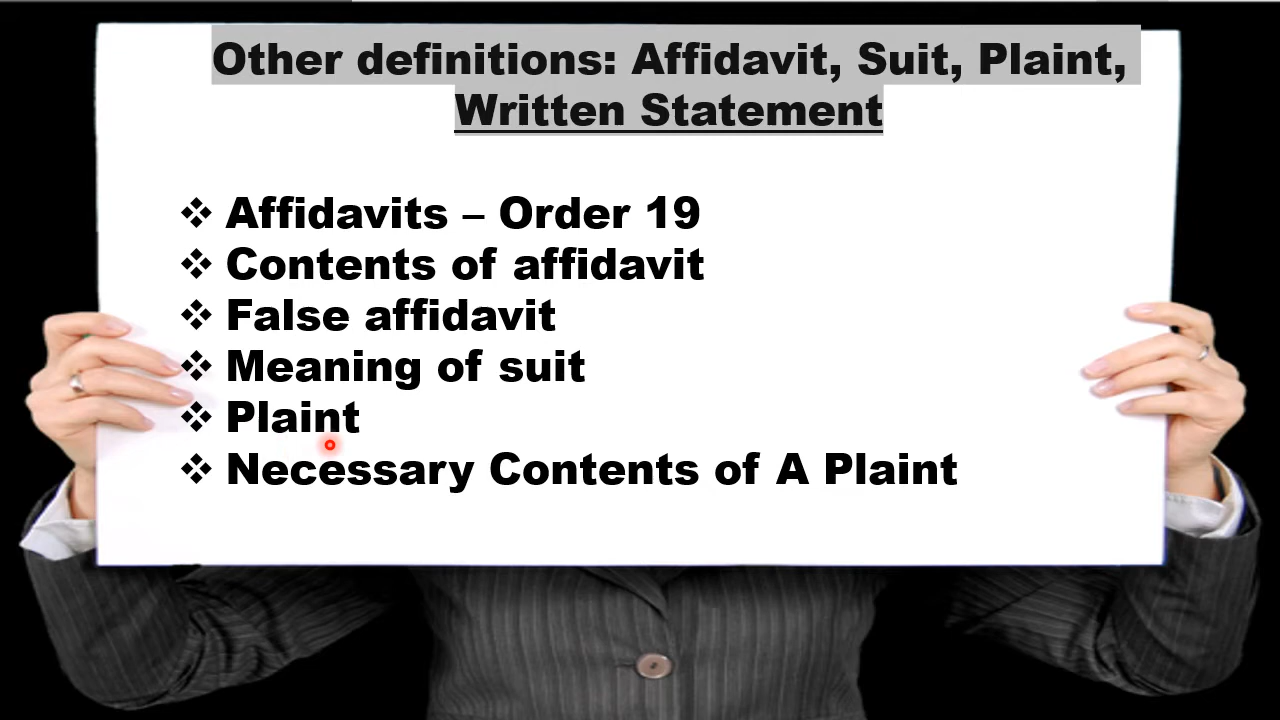 Other definitions: Affidavit, Suit, Plaint,
Written Statement
❖ Affidavits – Order 19
❖ Contents of affidavit
❖ False affidavit
❖ Meaning of suit
❖ Plaint
❖ Necessary Contents of A Plaint